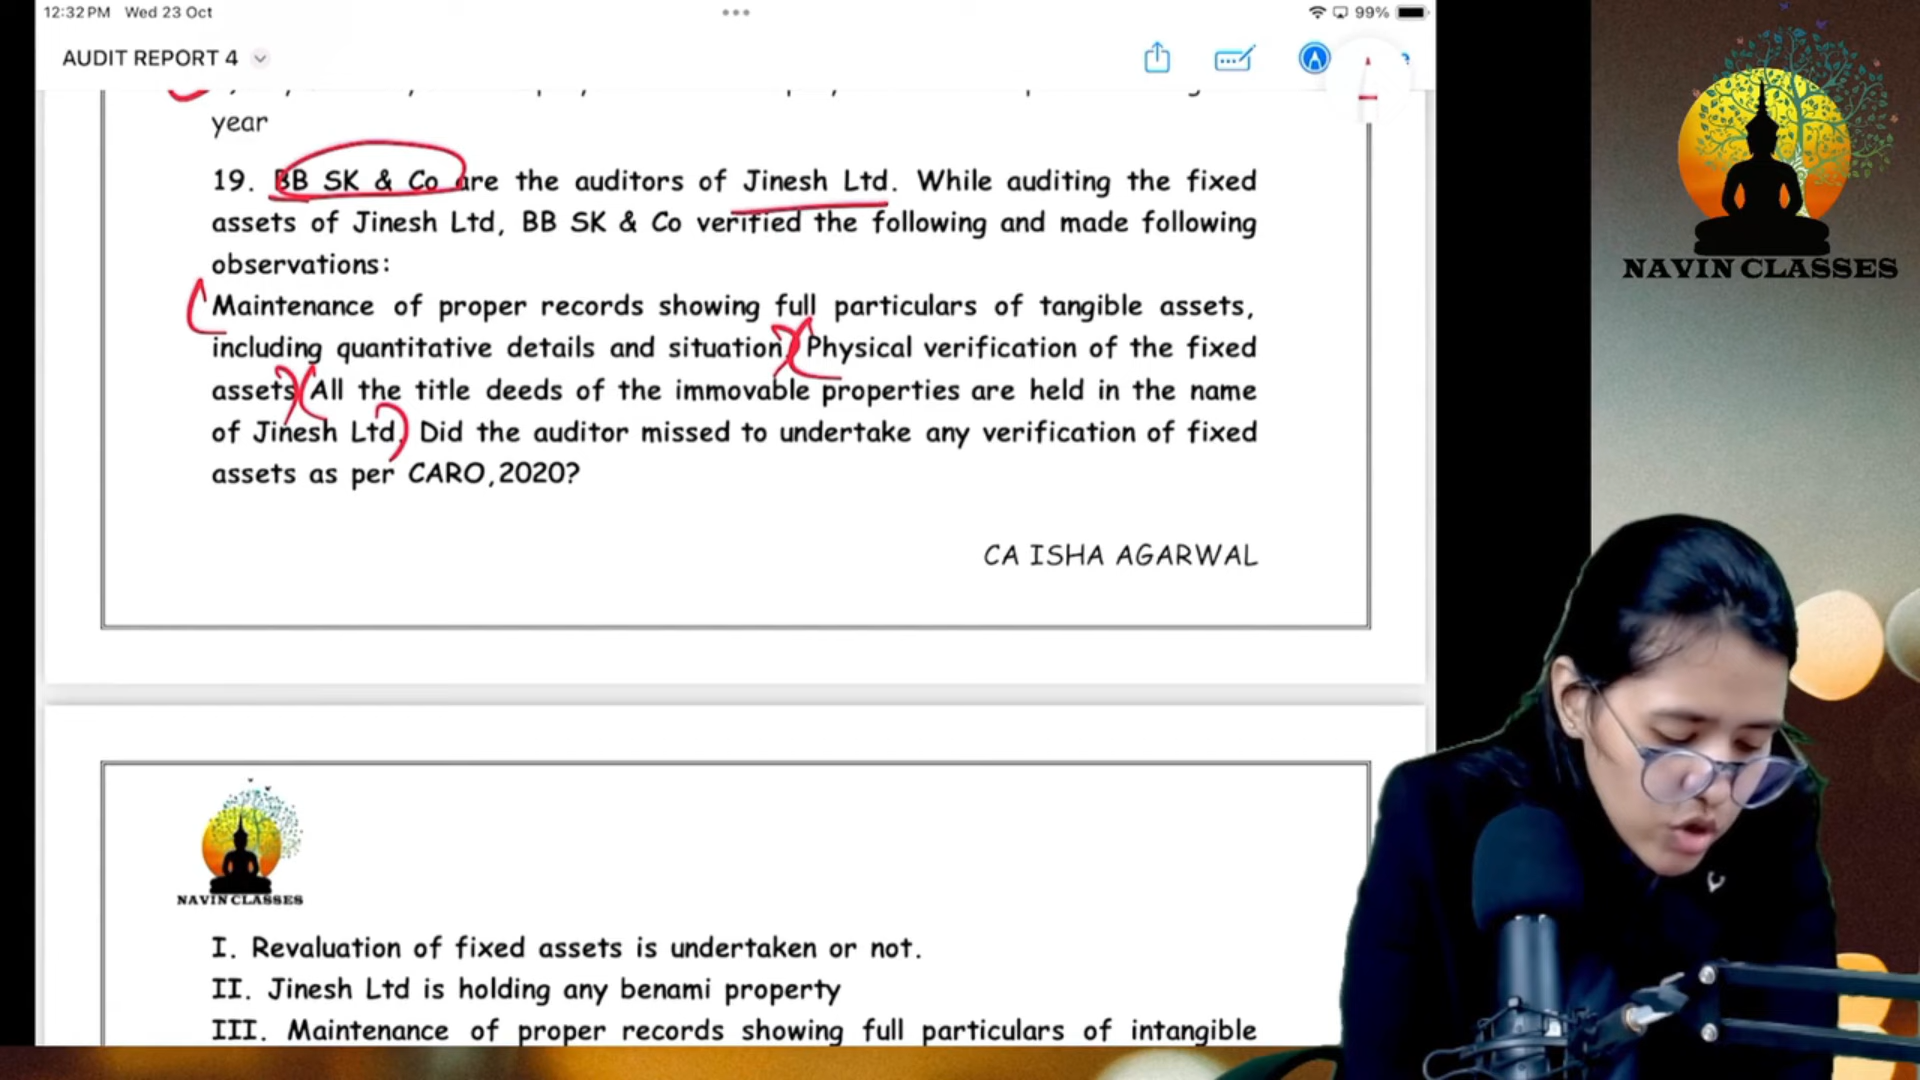 12:32 PM Wed 23 Oct
99%
AUDIT REPORT 4
year
19. BB SK & Co are the auditors of Jinesh Ltd. While auditing the fixed
assets of Jinesh Ltd, BB SK & Co verified the following and made following
observations:
Maintenance of proper records showing full particulars of tangible assets,
including quantitative details and situation. Physical verification of the fixed
assets. All the title deeds of the immovable properties are held in the name
of Jinesh Ltd. Did the auditor missed to undertake any verification of fixed
assets as per CARO,2020?
CA ISHA AGARWAL
NAVIN CLASSES
I. Revaluation of fixed assets is undertaken or not.
II. Jinesh Ltd is holding any benami property
III. Maintenance of proper records showing full particulars of intangible
NAVIN CLASSES